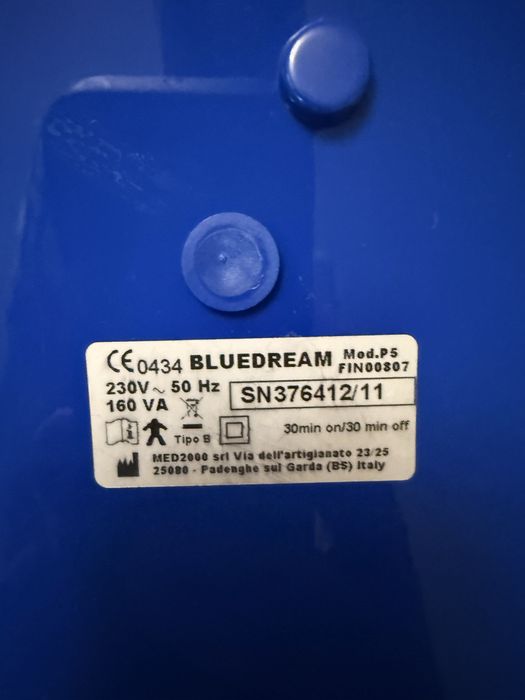 CE 0434 BLUEDREAM Mod.P5
FIN00807
230V~ 50 Hz
160 VA
SN376412/11
Tipo B
30min on/30 min off
MED2000 srl Via dell'artigianato 23/25
25080 - Padenghe sul Garda (BS) Italy